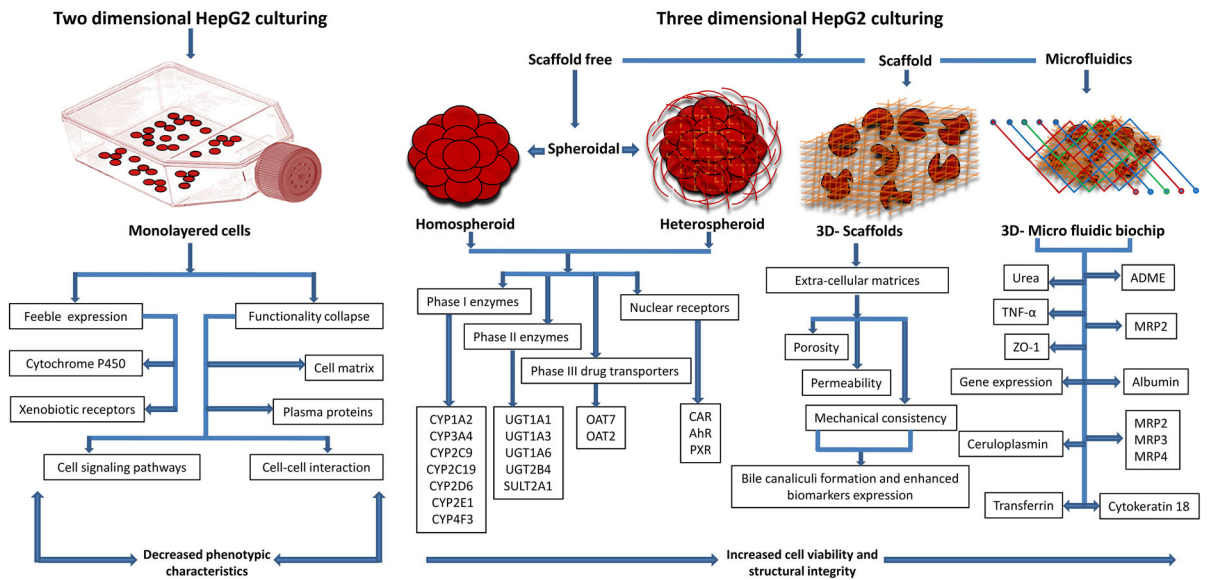 Two dimensional HepG2 culturing
Monolayered cells
Feeble expression
Functionality collapse
Cytochrome P450
Cell matrix
Xenobiotic receptors
Plasma proteins
Cell signaling pathways
Cell-cell interaction
Decreased phenotypic
characteristics
Three dimensional HepG2 culturing
Scaffold free
Scaffold
Microfluidics
Spheroidal
Homospheroid
Heterospheroid
3D- Scaffolds
3D- Micro fluidic biochip
Phase I enzymes
Nuclear receptors
Phase II enzymes
Phase III drug transporters
CYP1A2
CYP3A4
CYP2C9
CYP2C19
CYP2D6
CYP2E1
CYP4F3
UGT1A1
UGT1A3
UGT1A6
UGT2B4
SULT2A1
OAT7
OAT2
CAR
AhR
PXR
Extra-cellular matrices
Porosity
Permeability
Mechanical consistency
Bile canaliculi formation and enhanced
biomarkers expression
Urea
ADME
TNF-α
MRP2
ZO-1
Gene expression
Albumin
Ceruloplasmin
MRP2
MRP3
MRP4
Transferrin
Cytokeratin 18
Increased cell viability and
structural integrity